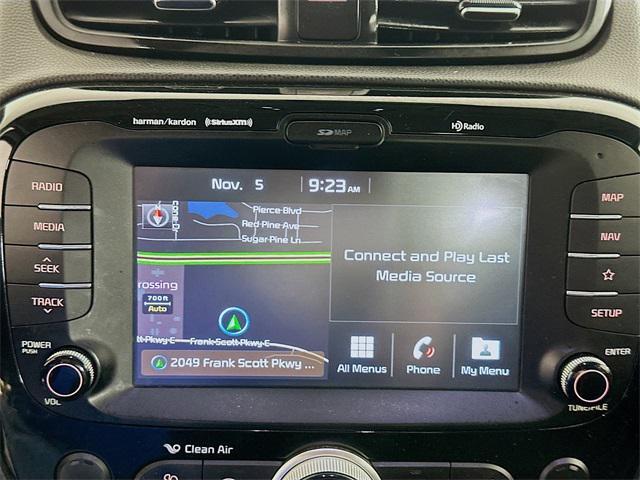 harman/kardon ((SiriusXM)) SD MAP HD Radio
RADIO
MEDIA
SEEK
TRACK
POWER
PUSH
VOL
Nov. 5 9:23 AM
Pierce Blvd
Red Pine Ave
Sugar Pine Ln
rossing
700 ft
Auto
tt Pkwy E Frank Scott Pkwy E
2049 Frank Scott Pkwy ...
Connect and Play Last
Media Source
All Menus Phone My Menu
MAP
NAV
SETUP
ENTER
TUNE/FILE
Clean Air